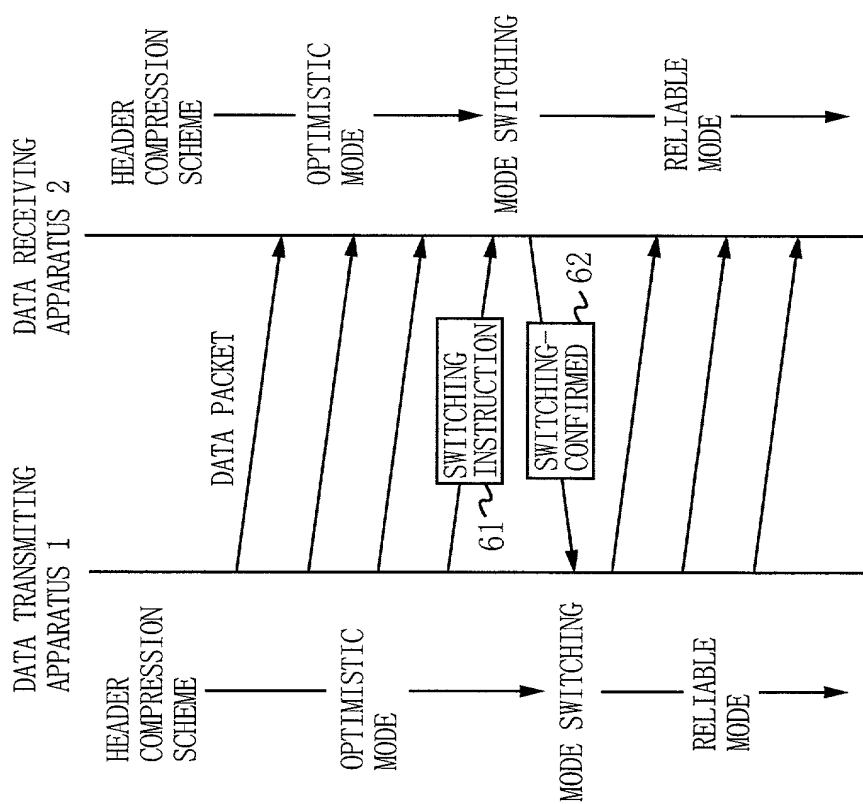 DATA TRANSMITING
APPARATUS 1
DATA RECEIVING
APPARATUS 2
HEADER
COMPRESSION
SCHEME
OPTIMISTIC
MODE
MODE SWITCHING
RELIABLE
MODE
DATA PACKET
SWITCHING
INSTRUCTION
61
SWITCHING-
CONFIRMED
62
HEADER
COMPRESSION
SCHEME
OPTIMISTIC
MODE
MODE SWITCHING
RELIABLE
MODE